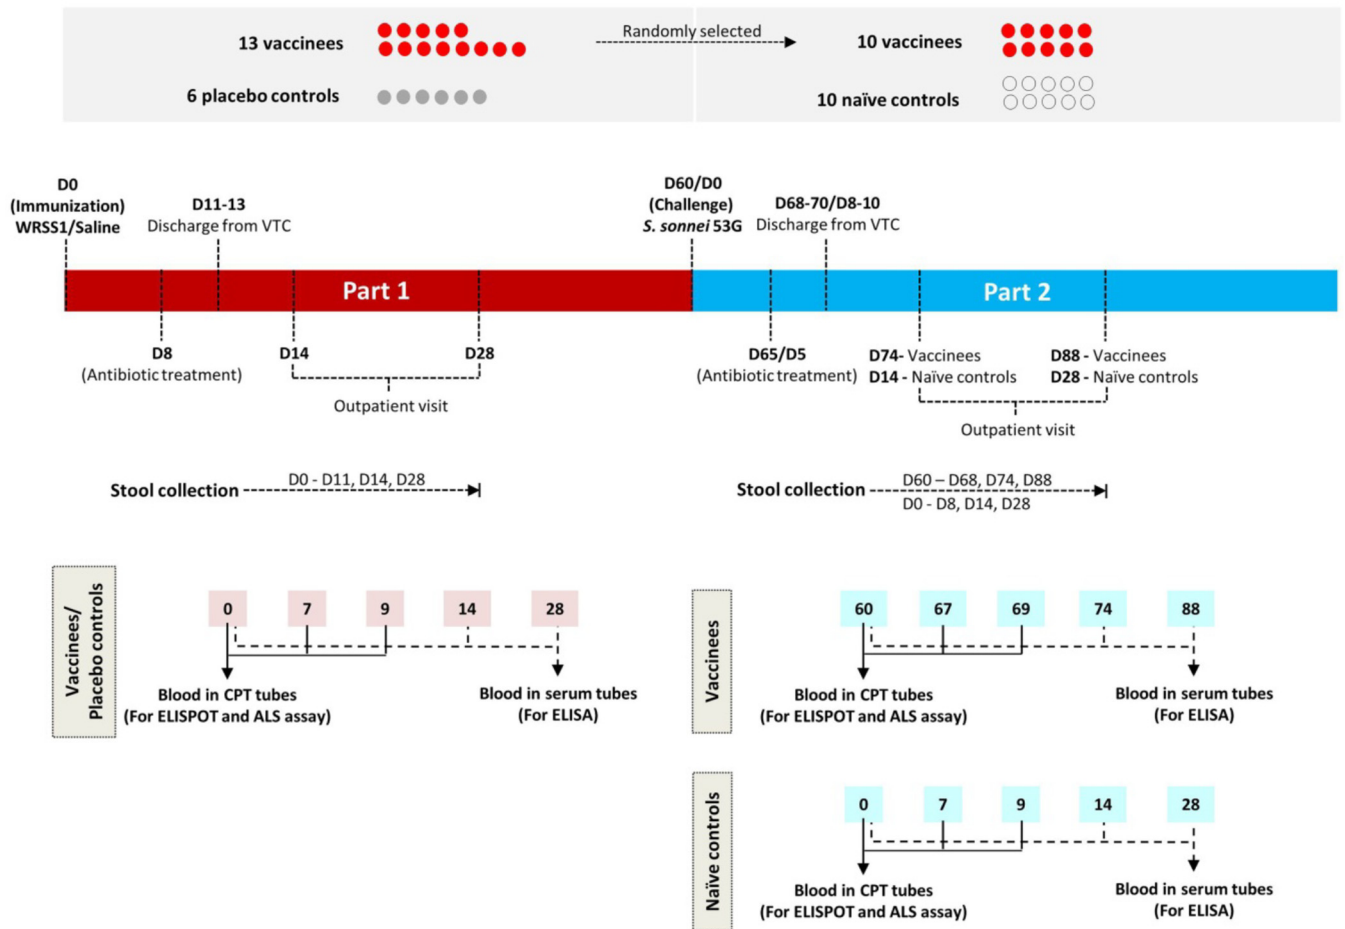 13 vaccinees
6 placebo controls
Randomly selected
10 vaccinees
10 naïve controls
D0
(Immunization)
WRSS1/Saline
D11-13
Discharge from VTC
D60/D0
(Challenge)
S. sonnei 53G
D68-70/D8-10
Discharge from VTC
Part 1
Part 2
D8
(Antibiotic treatment)
D14
D28
Outpatient visit
D65/D5
(Antibiotic treatment)
D74- Vaccinees
D14 - Naïve controls
D88 - Vaccinees
D28 - Naïve controls
Outpatient visit
Stool collection
D0 - D11, D14, D28
Stool collection
D60 – D68, D74, D88
D0 - D8, D14, D28
Vaccinees/
Placebo controls
0 7 9 14 28
Blood in CPT tubes
(For ELISPOT and ALS assay)
Blood in serum tubes
(For ELISA)
Vaccinees
60 67 69 74 88
Blood in CPT tubes
(For ELISPOT and ALS assay)
Blood in serum tubes
(For ELISA)
Naïve controls
0 7 9 14 28
Blood in CPT tubes
(For ELISPOT and ALS assay)
Blood in serum tubes
(For ELISA)